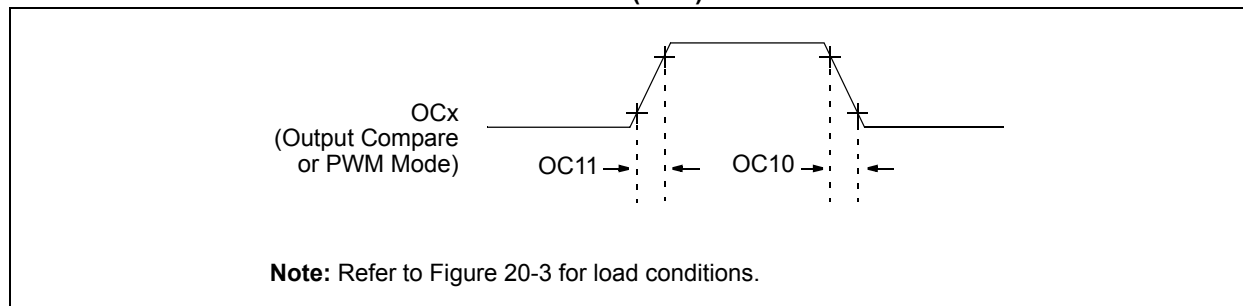 OCx
(Output Compare
or PWM Mode)
OC11
OC10
Note: Refer to Figure 20-3 for load conditions.